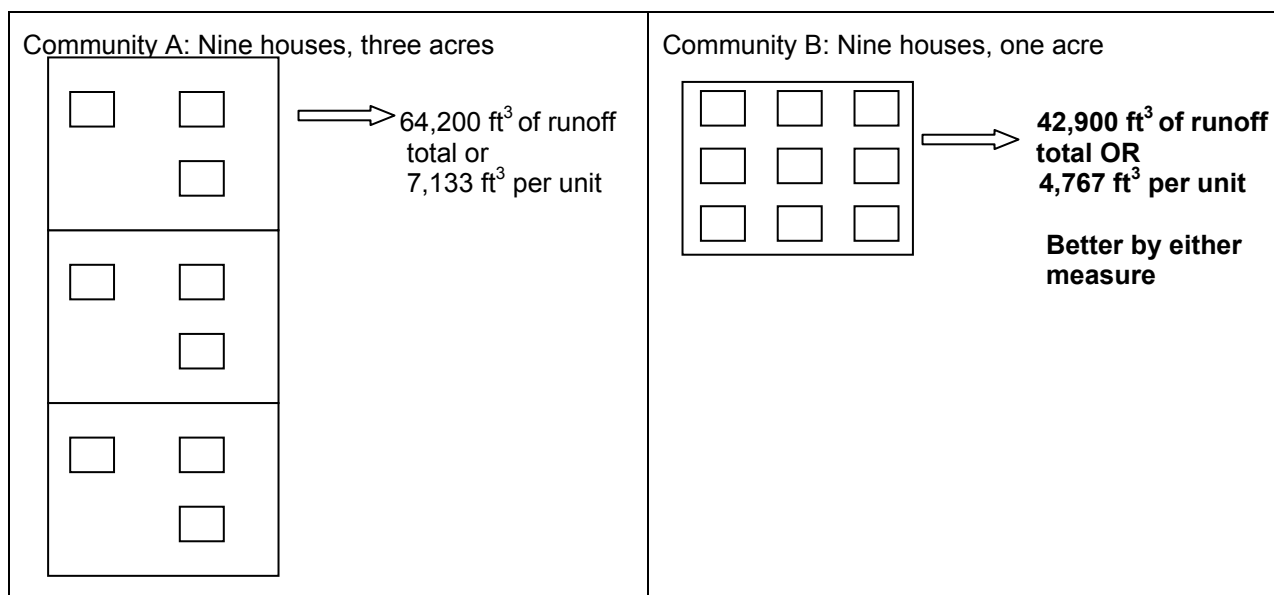 Community A: Nine houses, three acres
64,200 ft³ of runoff
total or
7,133 ft³ per unit
Community B: Nine houses, one acre
42,900 ft³ of runoff
total OR
4,767 ft³ per unit
Better by either
measure